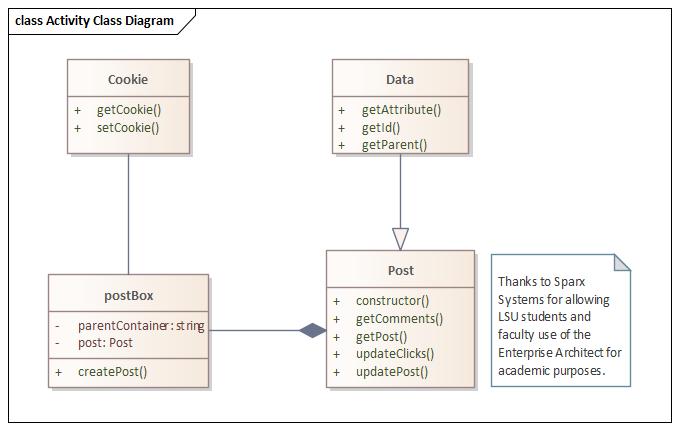 class Activity Class Diagram
Cookie
+ getCookie()
+ setCookie()
Data
+ getAttribute()
+ getId()
+ getParent()
postBox
- parentContainer: string
- post: Post
+ createPost()
Post
+ constructor()
+ getComments()
+ getPost()
+ updateClicks()
+ updatePost()
Thanks to Sparx
Systems for allowing
LSU students and
faculty use of the
Enterprise Architect for
academic purposes.